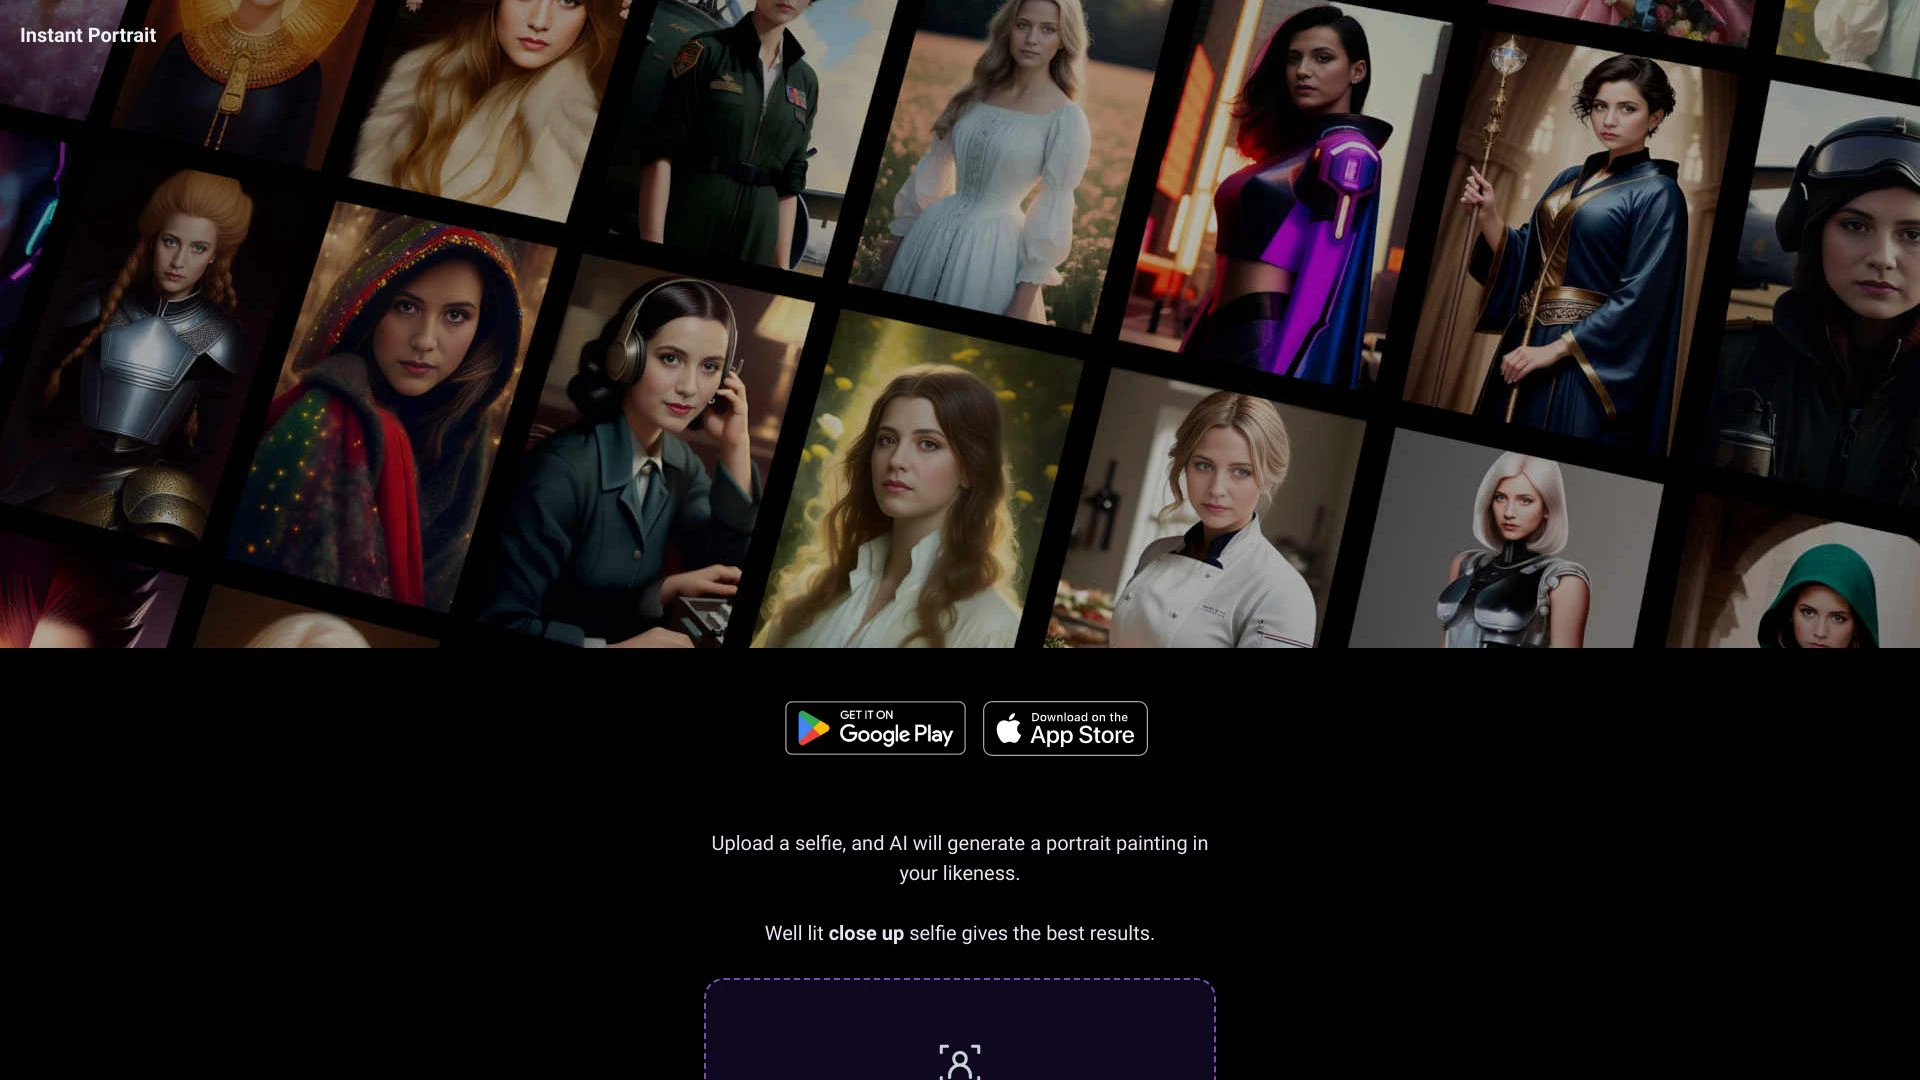 Instant Portrait
GET IT ON
Google Play
Download on the
App Store
Upload a selfie, and AI will generate a portrait painting in
your likeness.
Well lit close up selfie gives the best results.